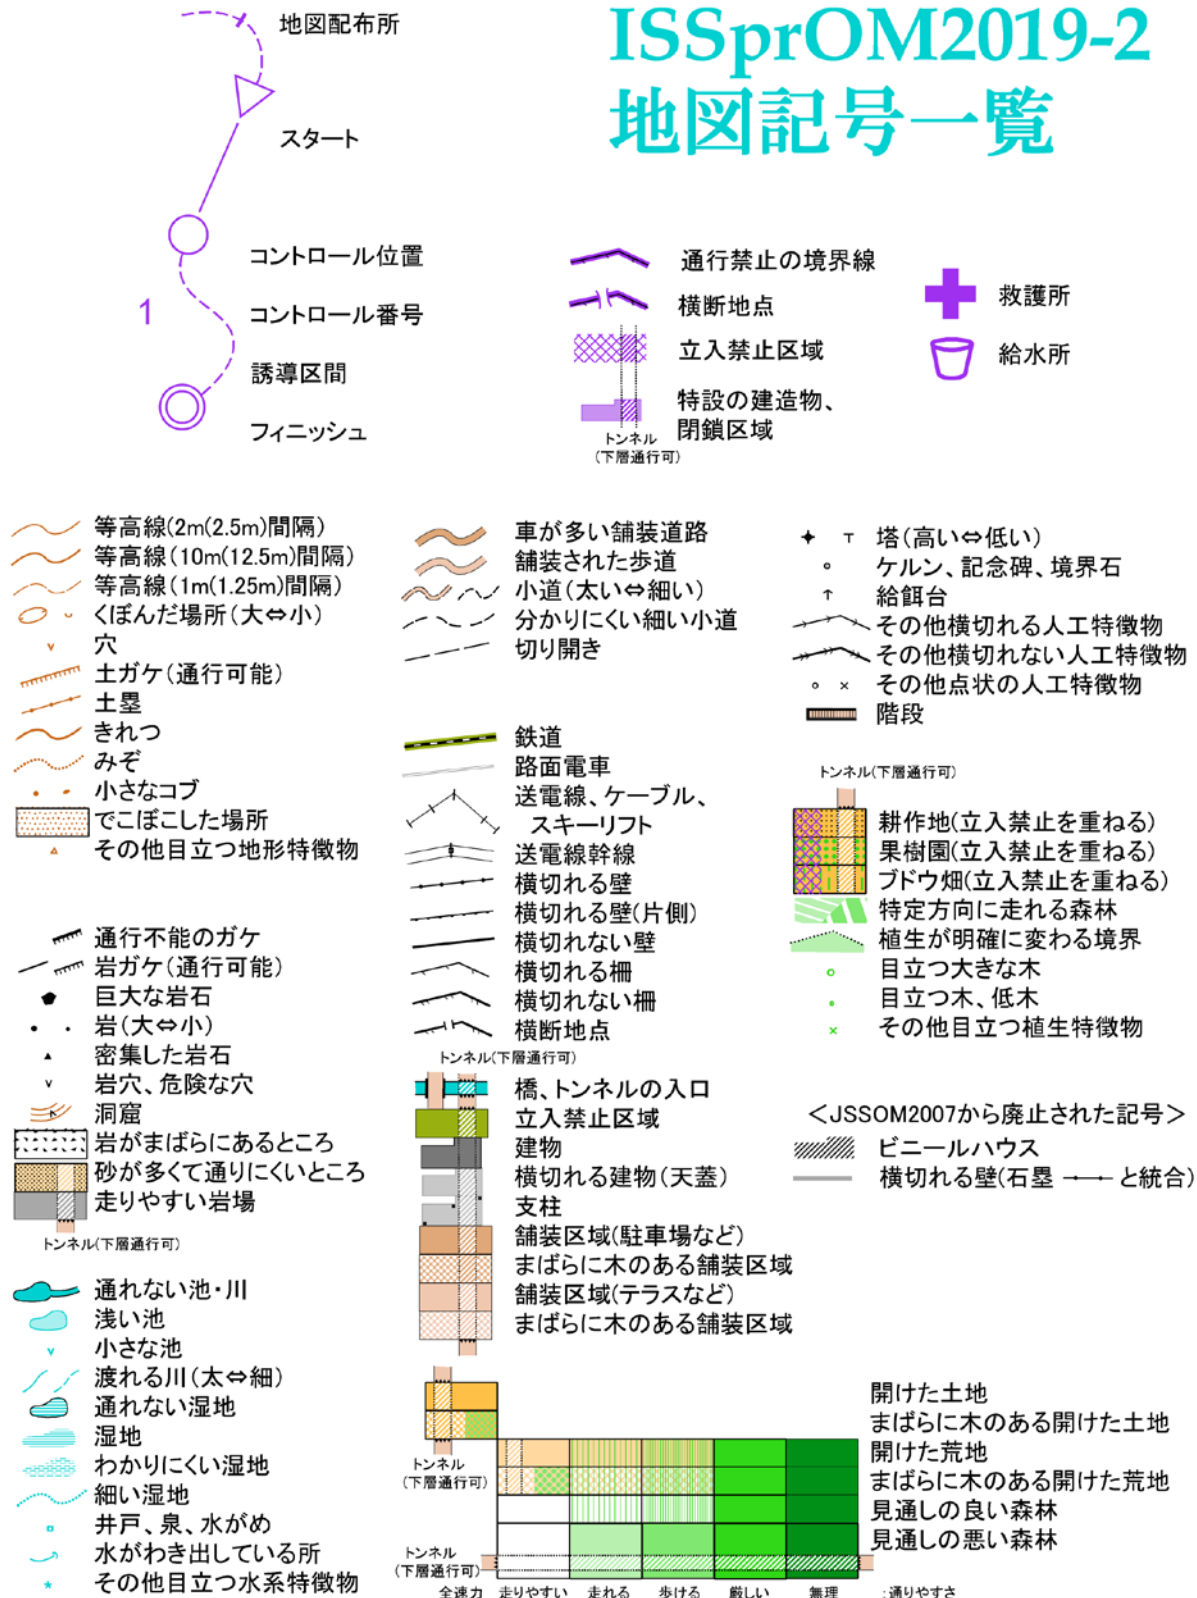 地図配布所
ISSprOM2019-2
地図記号一覧
スタート
コントロール位置
1
コントロール番号
誘導区間
フィニッシュ
通行禁止の境界線
横断地点
立入禁止区域
特設の建造物、
閉鎖区域
トンネル
(下層通行可)
救護所
給水所
等高線(2m(2.5m)間隔)
等高線(10m(12.5m)間隔)
等高線(1m(1.25m)間隔)
くぼんだ場所(大⇔小)
穴
土ガケ(通行可能)
土塁
きれつ
みぞ
小さなコブ
でこぼこした場所
その他目立つ地形特徴物
通行不能のガケ
岩ガケ(通行可能)
巨大な岩石
岩(大⇔小)
密集した岩石
岩穴、危険な穴
洞窟
岩がまばらにあるところ
砂が多くて通りにくいところ
走りやすい岩場
トンネル(下層通行可)
通れない池・川
浅い池
小さな池
渡れる川(太⇔細)
通れない湿地
湿地
わかりにくい湿地
細い湿地
井戸、泉、水がめ
水がわき出している所
その他目立つ水系特徴物
車が多い舗装道路
舗装された歩道
小道(太い⇔細い)
分かりにくい細い小道
切り開き
鉄道
路面電車
送電線、ケーブル、
スキーリフト
送電線幹線
横切れる壁
横切れる壁(片側)
横切れない壁
横切れる柵
横切れない柵
横断地点
トンネル(下層通行可)
橋、トンネルの入口
立入禁止区域
建物
横切れる建物(天蓋)
支柱
舗装区域(駐車場など)
まばらに木のある舗装区域
舗装区域(テラスなど)
まばらに木のある舗装区域
塔(高い⇔低い)
ケルン、記念碑、境界石
給餌台
その他横切れる人工特徴物
その他横切れない人工特徴物
その他点状の人工特徴物
階段
トンネル(下層通行可)
耕作地(立入禁止を重ねる)
果樹園(立入禁止を重ねる)
ブドウ畑(立入禁止を重ねる)
特定方向に走れる森林
植生が明確に変わる境界
目立つ大きな木
目立つ木、低木
その他目立つ植生特徴物
＜JSSOM2007から廃止された記号＞
ビニールハウス
横切れる壁(石塁 と統合)
開けた土地
まばらに木のある開けた土地
開けた荒地
まばらに木のある開けた荒地
見通しの良い森林
見通しの悪い森林
トンネル
(下層通行可)
トンネル
(下層通行可)
全速力 走りやすい 走れる 歩ける 厳しい 無理 :通りやすさ